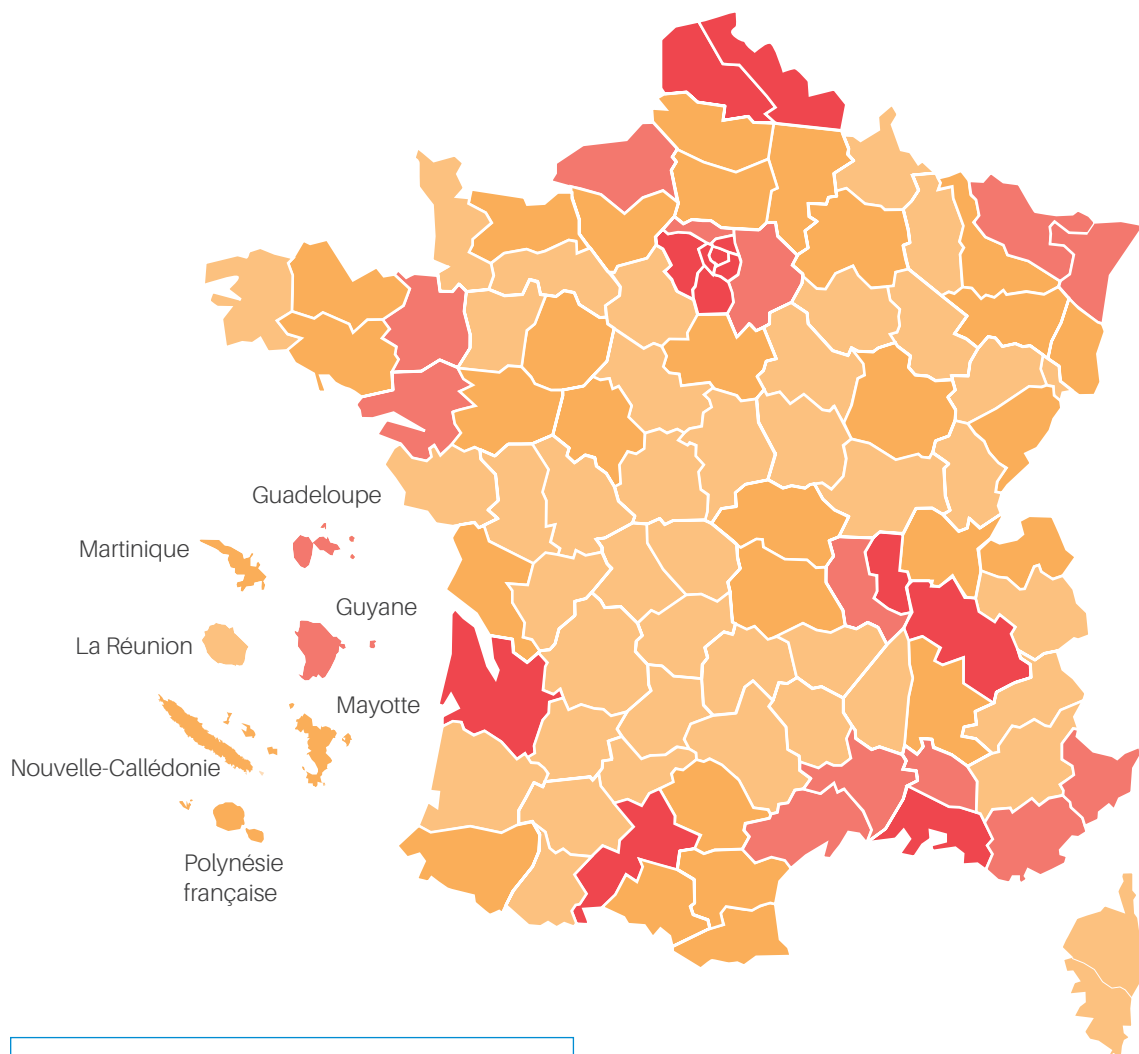 Guadeloupe
Martinique
Guyane
La Réunion
Mayotte
Nouvelle-Callédonie
Polynésie
française